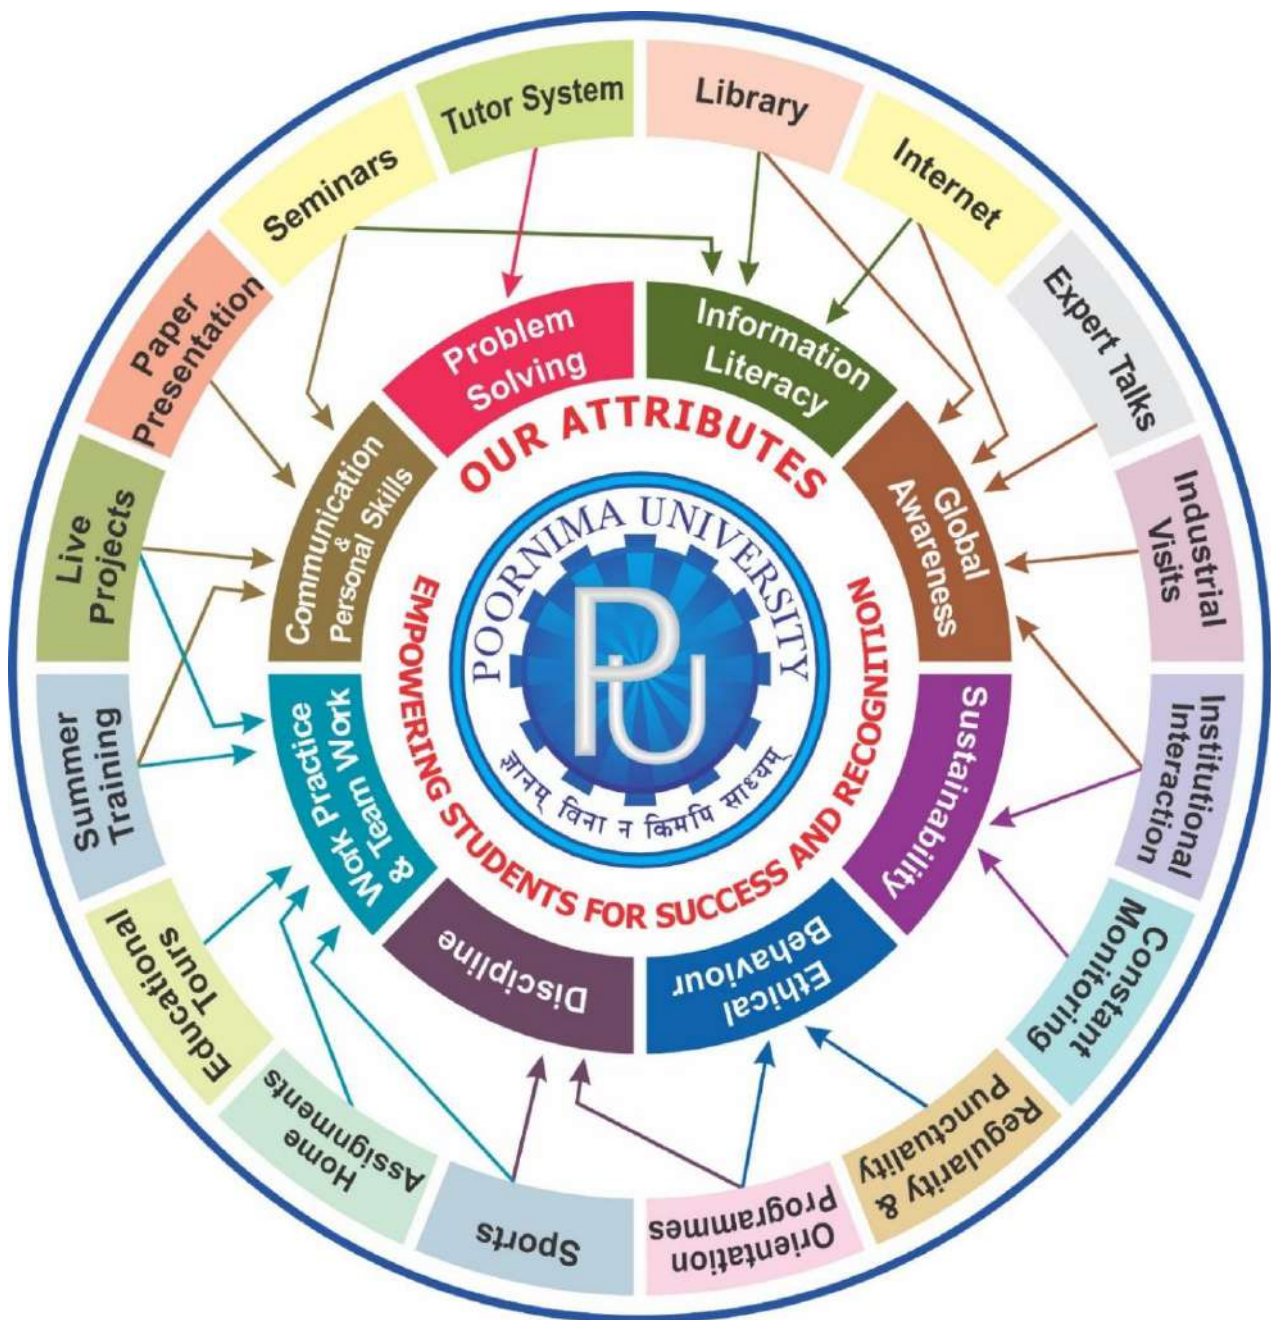 Tutor System
Library
Internet
Expert Talks
Industrial
Visits
Institutional
Interaction
Constant
Monitoring
Regularity &
Punctuality
Orientation
Programmes
Sports
Home
Assignments
Educational
Tours
Summer
Training
Live
Projects
Paper
Presentation
Seminars
Problem
Solving
Information
Literacy
Global
Awareness
Sustainability
Ethical
Behaviour
Discipline
Work Practice
& Team Work
Communication
&
Personal Skills
OUR ATTRIBUTES
EMPOWERING STUDENTS FOR SUCCESS AND RECOGNITION
POORNIMA UNIVERSITY
PU
ज्ञानम् विना न किमपि साध्यम्